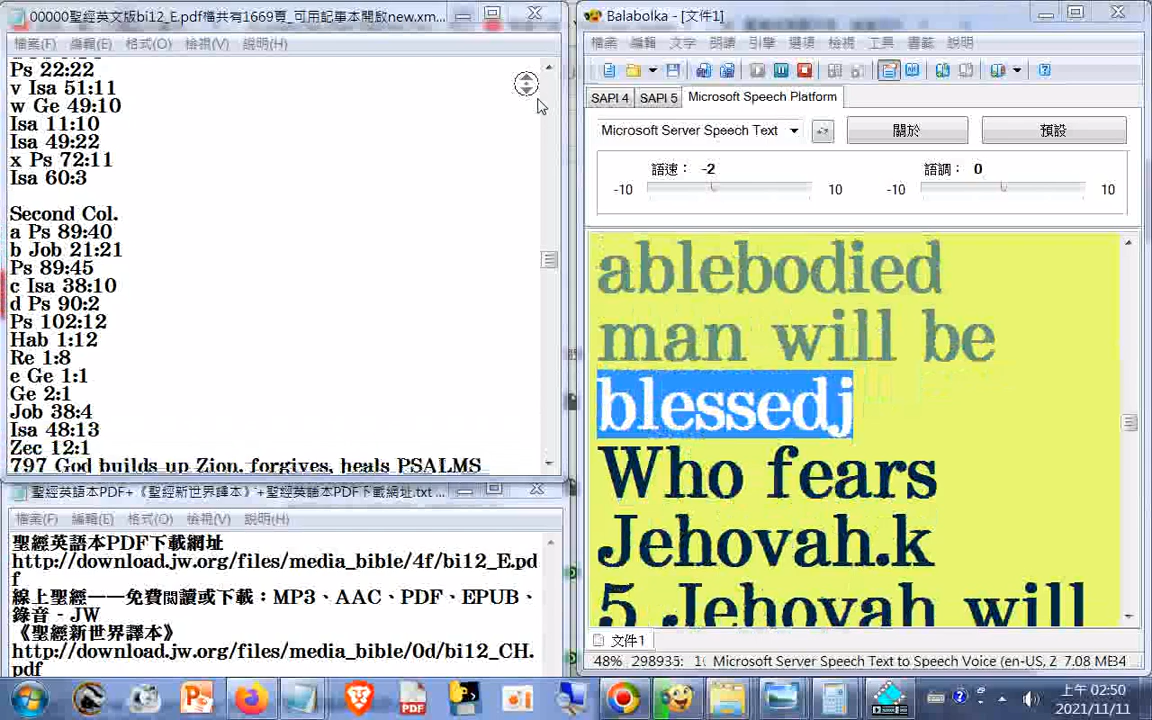 00000聖經英文版bi12_E.pdf檔共有1669頁_可用記事本開啟new.xm...
檔案(F) 編輯(E) 格式(O) 檢視(V) 說明(H)
Ps 22:22
v Isa 51:11
w Ge 49:10
Isa 11:10
Isa 49:22
x Ps 72:11
Isa 60:3
Second Col.
a Ps 89:40
b Job 21:21
Ps 89:45
c Isa 38:10
d Ps 90:2
Ps 102:12
Hab 1:12
Re 1:8
e Ge 1:1
Ge 2:1
Job 38:4
Isa 48:13
Zec 12:1
797 God builds up Zion, forgives, heals PSALMS
聖經英語本PDF+《聖經新世界譯本》+聖經英語本PDF下載網址.txt ...
檔案(F) 編輯(E) 格式(O) 檢視(V) 說明(H)
聖經英語本PDF下載網址
http://download.jw.org/files/media_bible/4f/bi12_E.pd
f
線上聖經——免費閱讀或下載：MP3、AAC、PDF、EPUB、
錄音 - JW
《聖經新世界譯本》
http://download.jw.org/files/media_bible/0d/bi12_CH.
pdf
Balabolka - [文件1]
檔案 編輯 文字 朗讀 引擎 選項 檢視 工具 書籤 說明
SAPI 4 SAPI 5 Microsoft Speech Platform
Microsoft Server Speech Text 關於 預設
語速： -2 語調： 0
-10 10 -10 10
ablebodied
man will be
blessedj
Who fears
Jehovah.k
5 Jehovah will
文件1
48% 298935: Microsoft Server Speech Text to Speech Voice (en-US, Z 7.08 MB
上午 02:50
2021/11/11